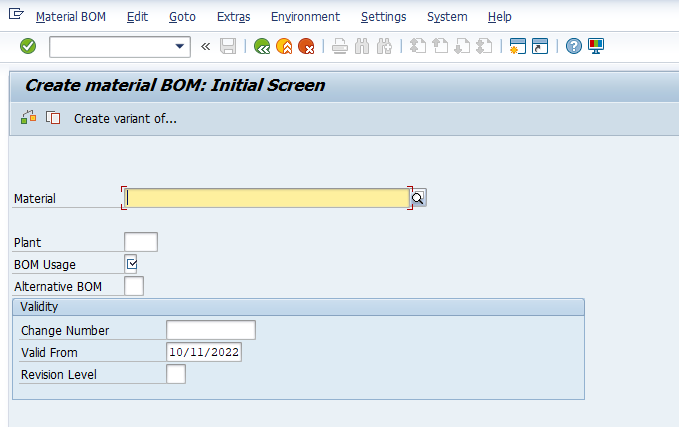 Material BOM Edit Goto Extras Environment Settings System Help
Create material BOM: Initial Screen
Create variant of...
Material
Plant
BOM Usage
Alternative BOM
Validity
Change Number
Valid From 10/11/2022
Revision Level